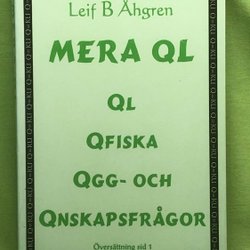 Leif B Åhgren
MERA QL
QL
QFISKA
QGG- OCH
QNSKAPSFRÅGOR
Översättning sid 1